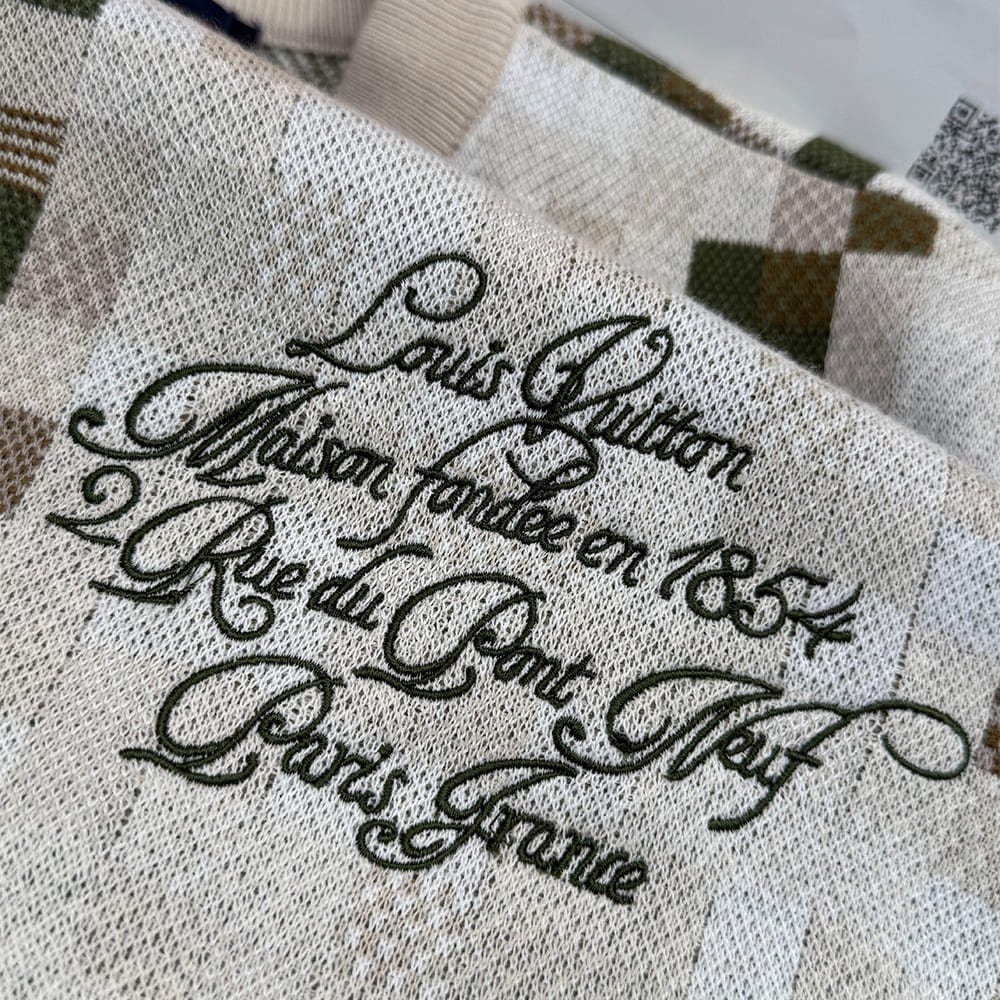 Louis Vuitton
Maison fondée en 1854
2 Rue du Pont Neuf
Paris France